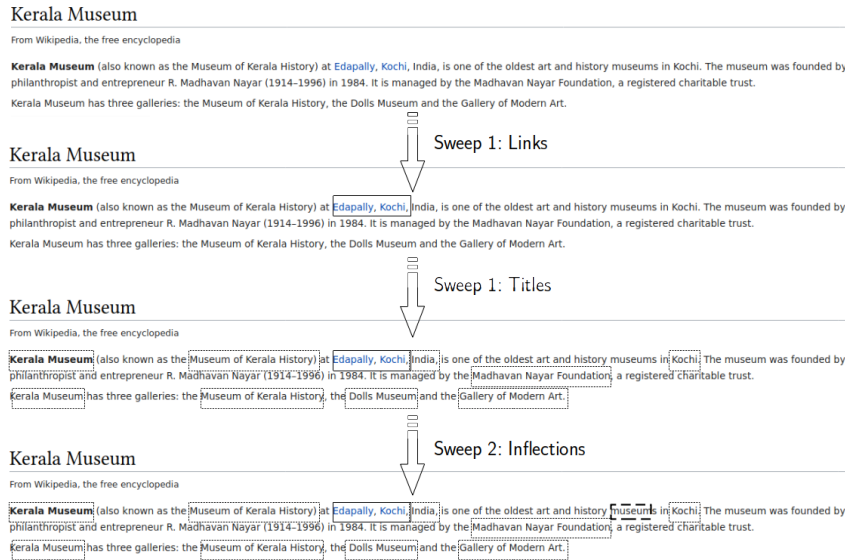 Kerala Museum
From Wikipedia, the free encyclopedia
Kerala Museum (also known as the Museum of Kerala History) at Edapally, Kochi, India, is one of the oldest art and history museums in Kochi. The museum was founded by
philanthropist and entrepreneur R. Madhavan Nayar (1914–1996) in 1984. It is managed by the Madhavan Nayar Foundation, a registered charitable trust.
Kerala Museum has three galleries: the Museum of Kerala History, the Dolls Museum and the Gallery of Modern Art.
Sweep 1: Links
Kerala Museum
From Wikipedia, the free encyclopedia
Kerala Museum (also known as the Museum of Kerala History) at Edapally, Kochi, India, is one of the oldest art and history museums in Kochi. The museum was founded by
philanthropist and entrepreneur R. Madhavan Nayar (1914–1996) in 1984. It is managed by the Madhavan Nayar Foundation, a registered charitable trust.
Kerala Museum has three galleries: the Museum of Kerala History, the Dolls Museum and the Gallery of Modern Art.
Sweep 1: Titles
Kerala Museum
From Wikipedia, the free encyclopedia
Kerala Museum (also known as the Museum of Kerala History) at Edapally, Kochi, India, is one of the oldest art and history museums in Kochi. The museum was founded by
philanthropist and entrepreneur R. Madhavan Nayar (1914–1996) in 1984. It is managed by the Madhavan Nayar Foundation, a registered charitable trust.
Kerala Museum has three galleries: the Museum of Kerala History, the Dolls Museum and the Gallery of Modern Art.
Sweep 2: Inflections
Kerala Museum
From Wikipedia, the free encyclopedia
Kerala Museum (also known as the Museum of Kerala History) at Edapally, Kochi, India, is one of the oldest art and history museums in Kochi. The museum was founded by
philanthropist and entrepreneur R. Madhavan Nayar (1914–1996) in 1984. It is managed by the Madhavan Nayar Foundation, a registered charitable trust.
Kerala Museum has three galleries: the Museum of Kerala History, the Dolls Museum and the Gallery of Modern Art.